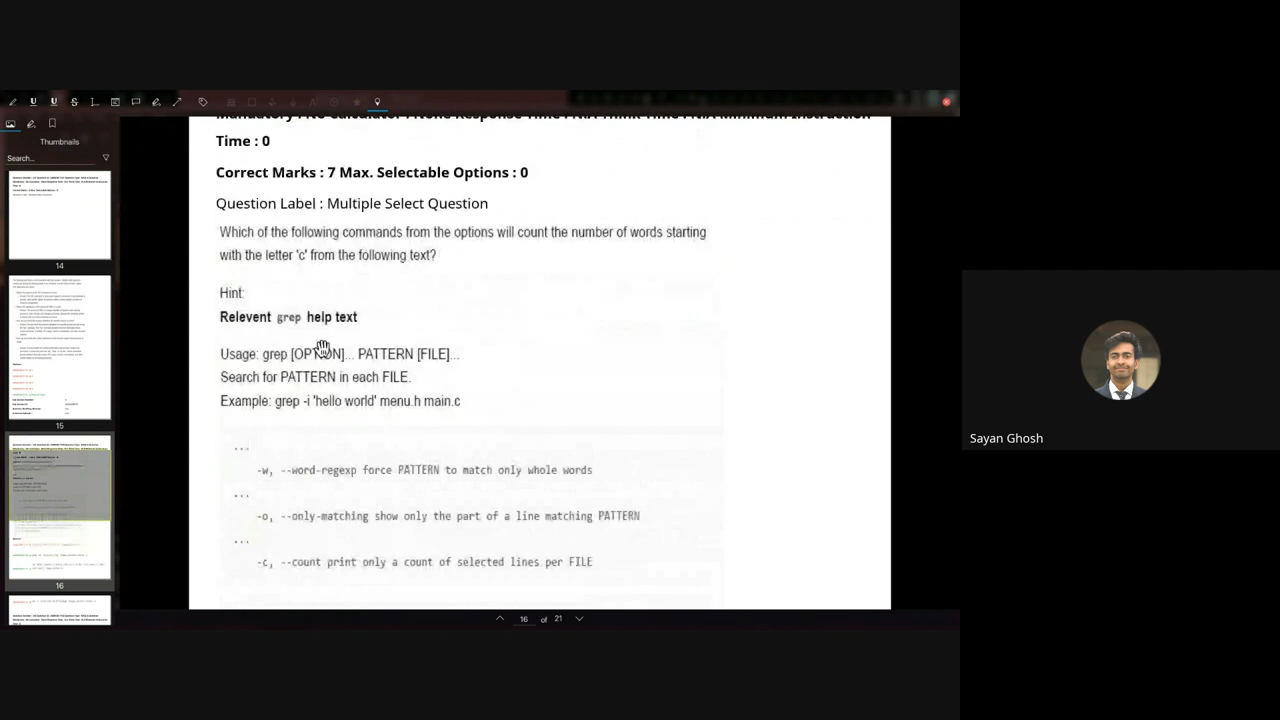 Thumbnails
Search...
14
15
16
Time : 0
Correct Marks : 7 Max. Selectable Options : 0
Question Label : Multiple Select Question
Which of the following commands from the options will count the number of words starting
with the letter 'c' from the following text?
Hint:
Relevent grep help text
Usage: grep [OPTION]... PATTERN [FILE]...
Search for PATTERN in each FILE.
Example: grep -i 'hello world' menu.h main.c
...
-w, --word-regexp force PATTERN to match only whole words
...
-o, --only-matching show only the part of a line matching PATTERN
...
-c, --count print only a count of selected lines per FILE
16 of 21
Sayan Ghosh